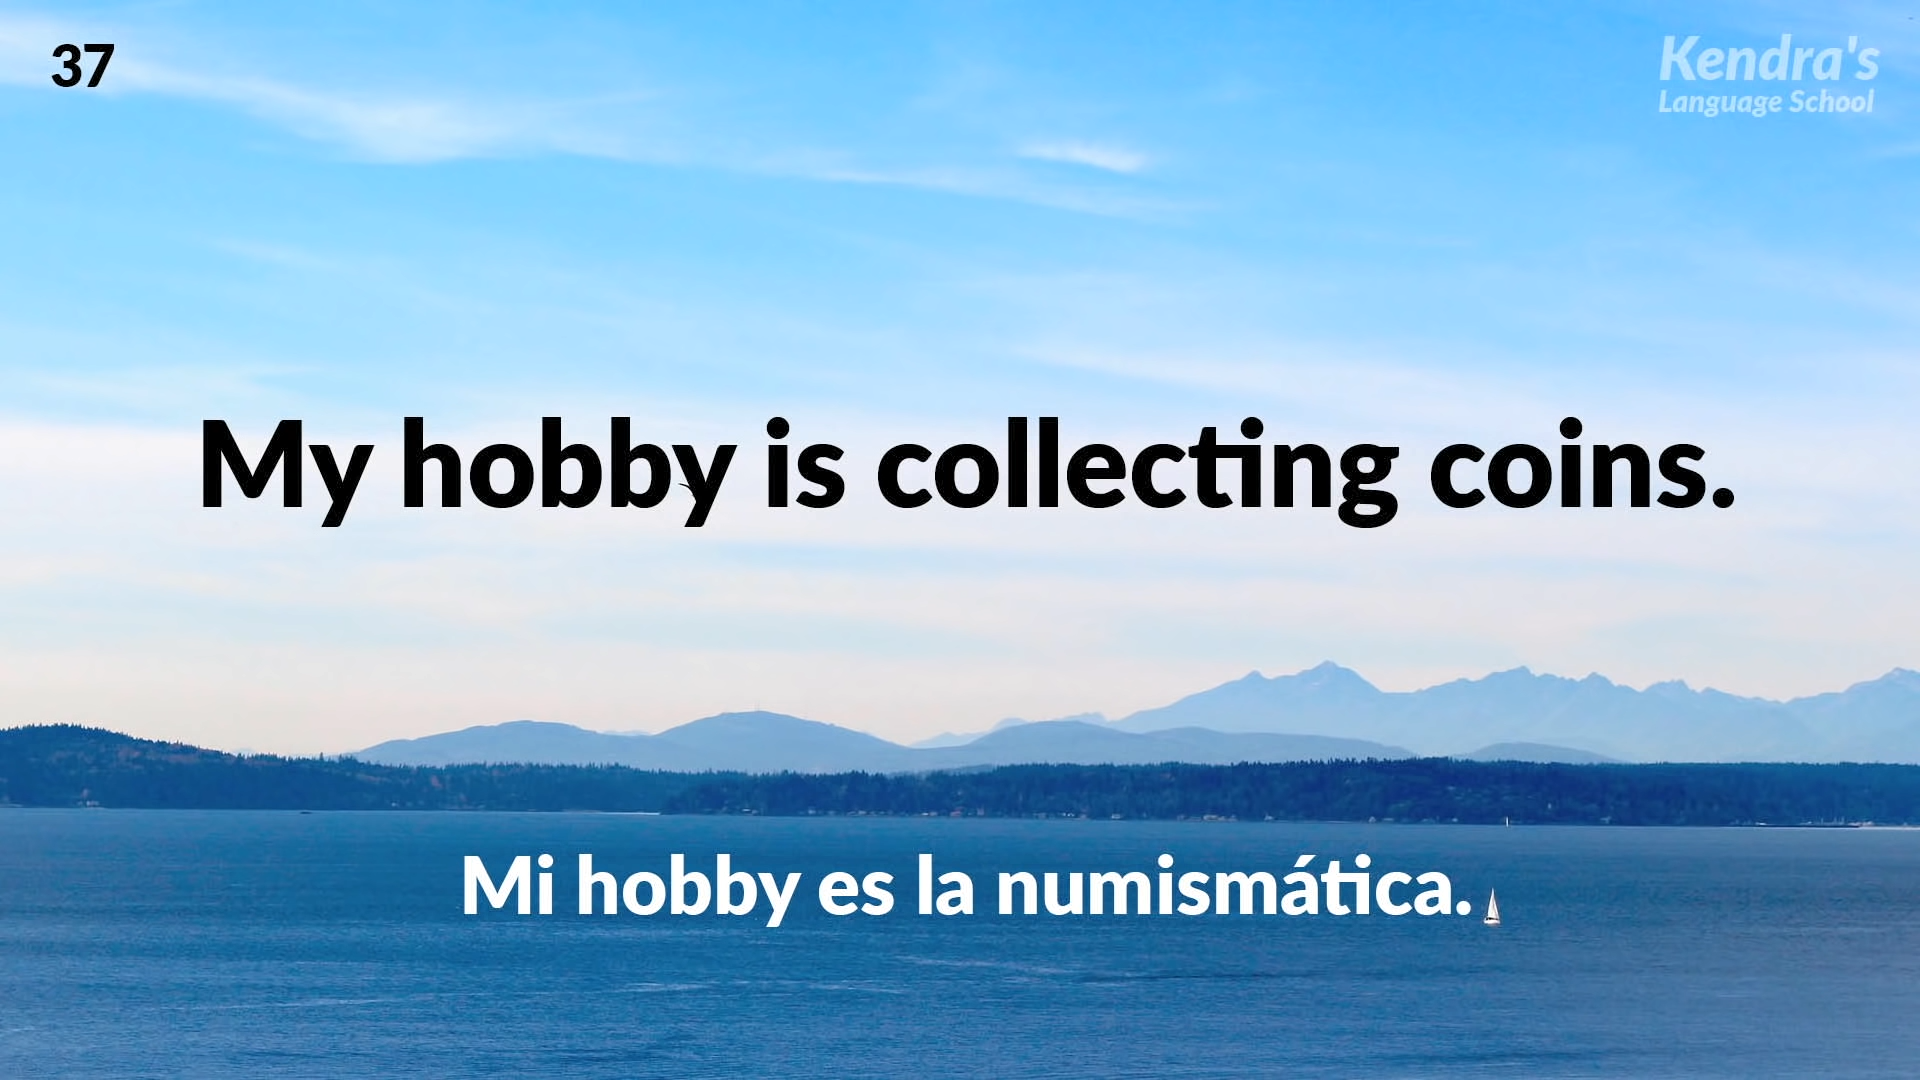 37
Kendra's
Language School
My hobby is collecting coins.
Mi hobby es la numismática.